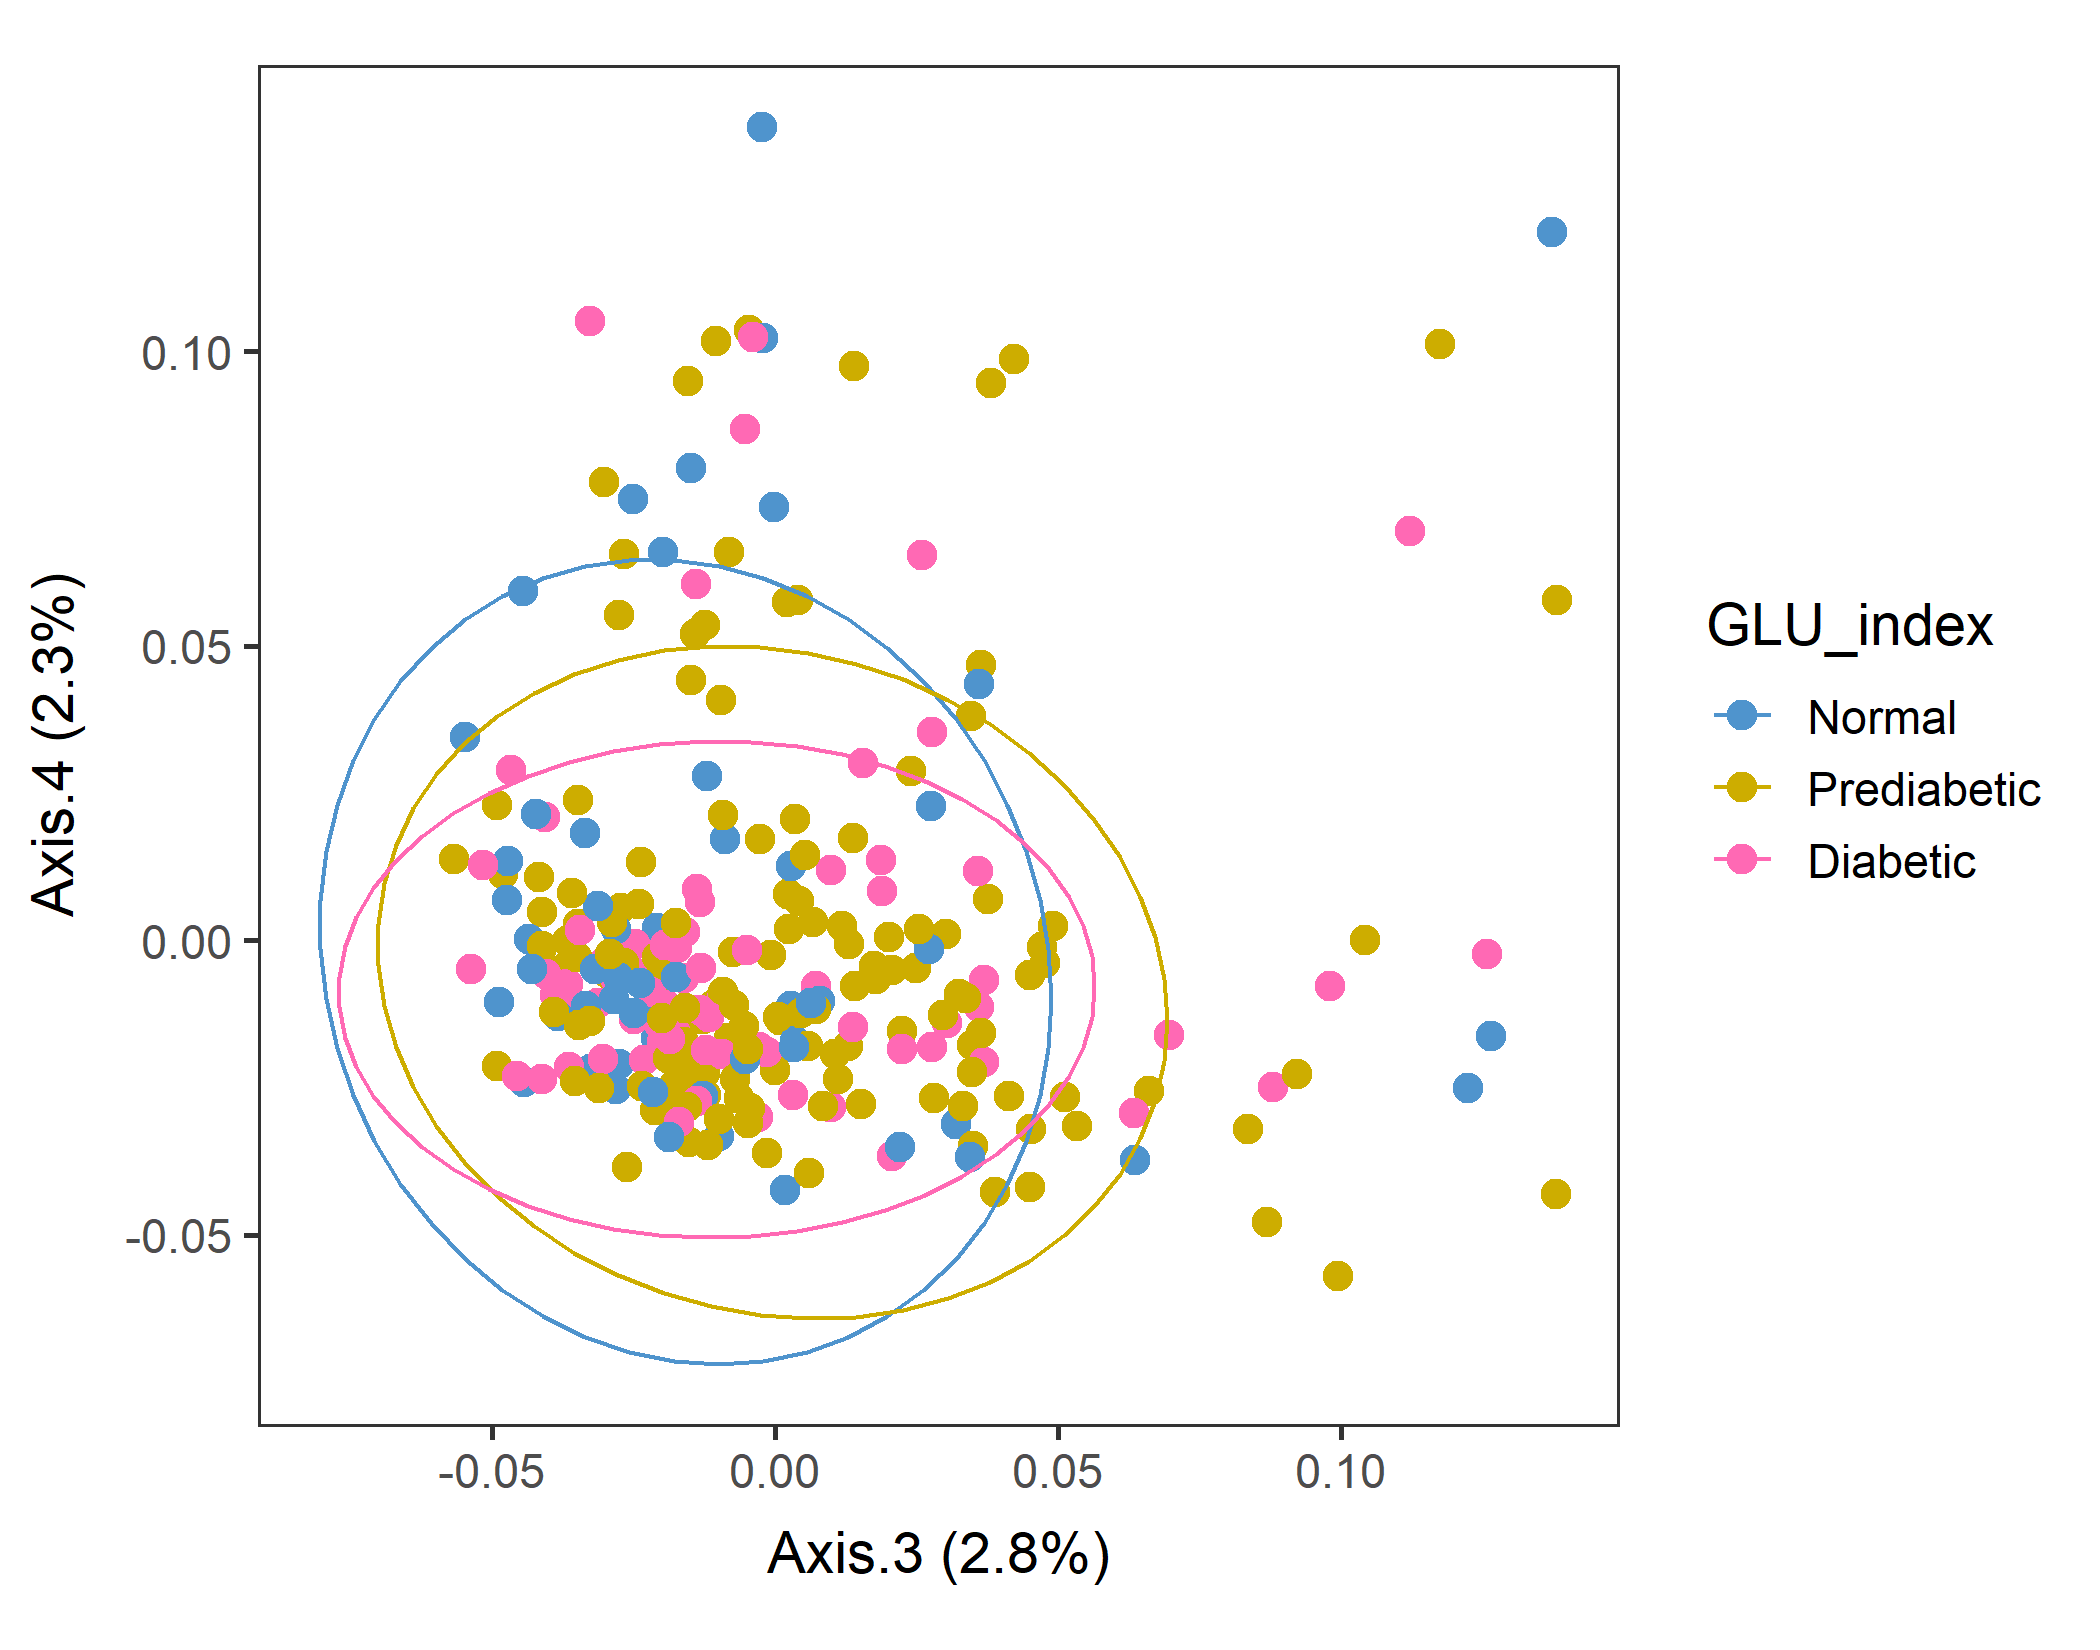 0.10
0.05
0.00
-0.05
Axis.4 (2.3%)
-0.05
0.00
0.05
0.10
Axis.3 (2.8%)
GLU_index
Normal
Prediabetic
Diabetic